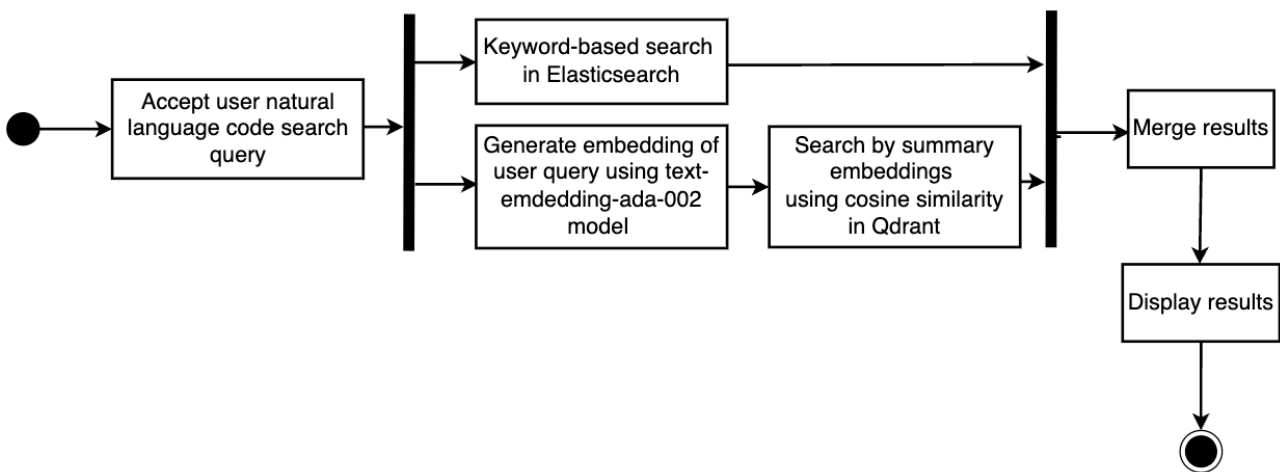 Accept user natural
language code search
query
Keyword-based search
in Elasticsearch
Generate embedding of
user query using text-
emdedding-ada-002
model
Search by summary
embeddings
using cosine similarity
in Qdrant
Merge results
Display results